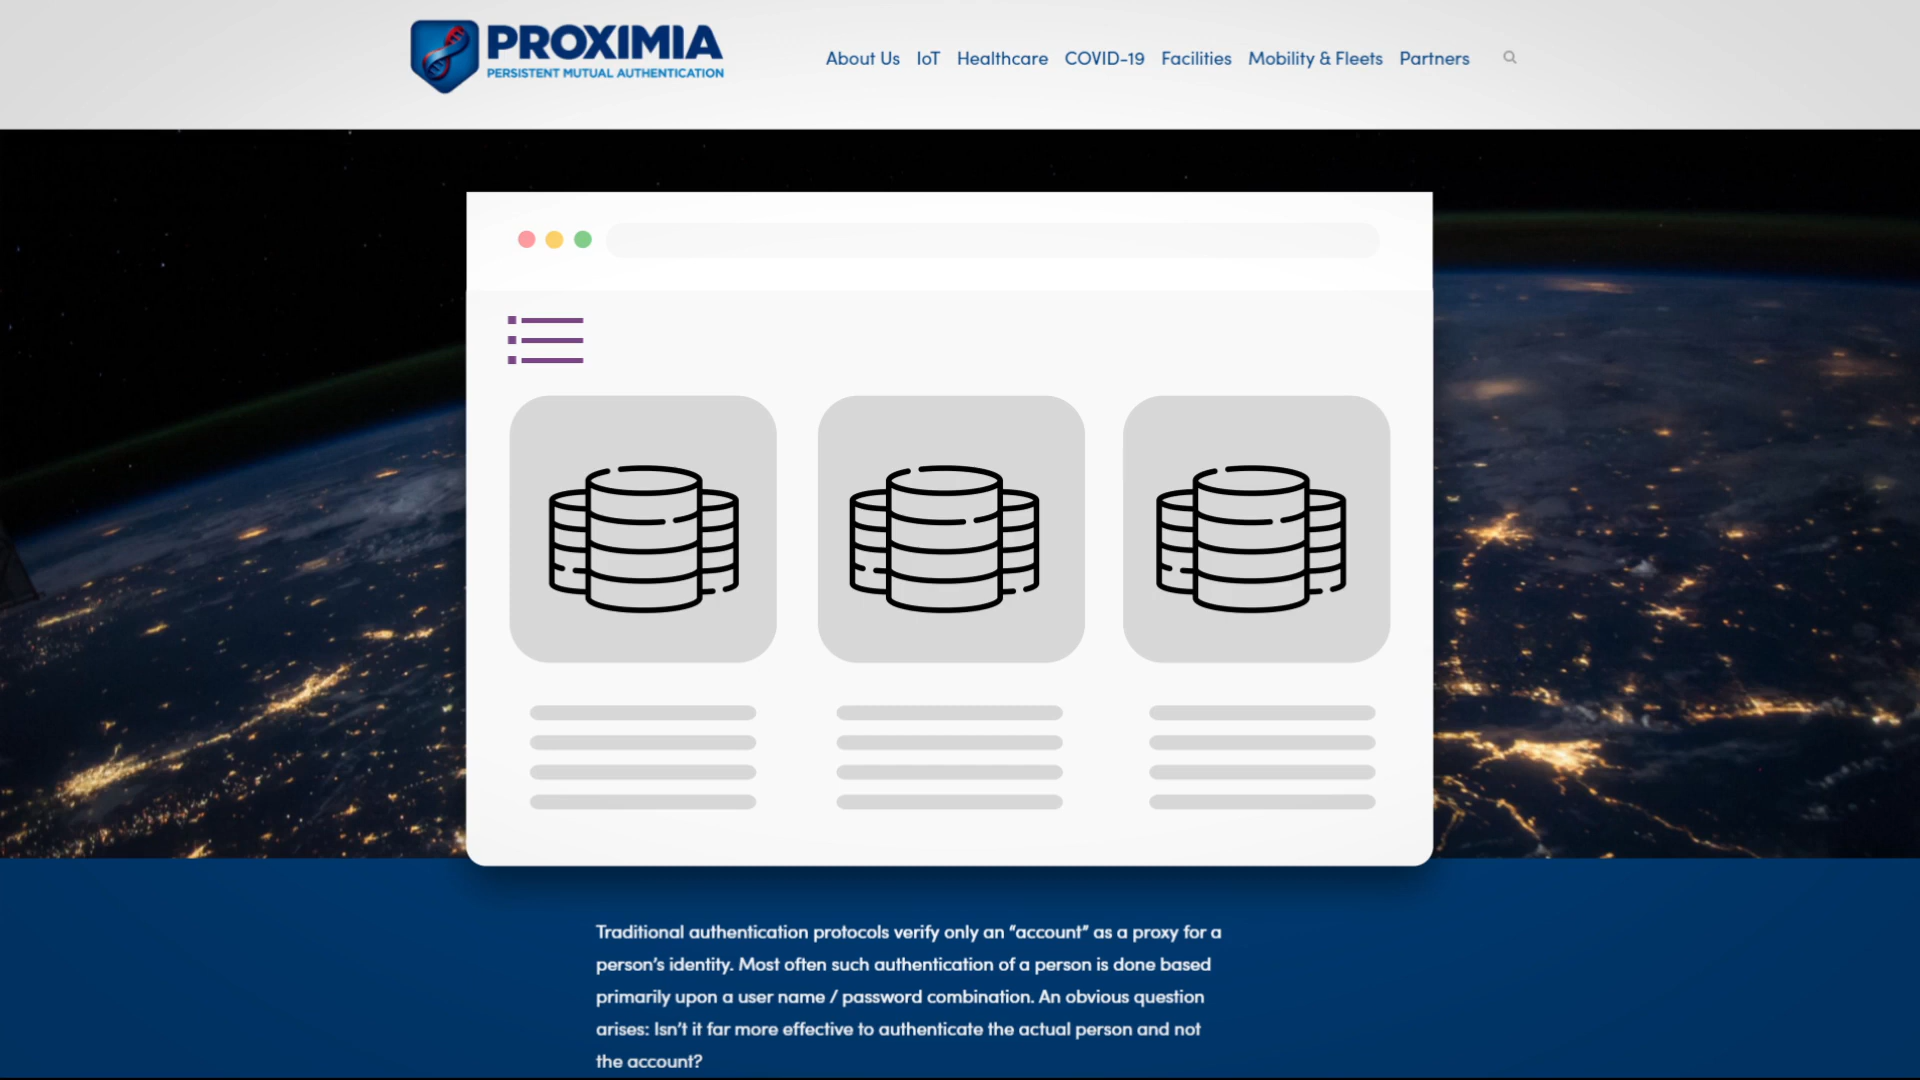 PROXIMIA
PERSISTENT MUTUAL AUTHENTICATION
About Us IoT Healthcare COVID-19 Facilities Mobility & Fleets Partners
Traditional authentication protocols verify only an “account” as a proxy for a
person’s identity. Most often such authentication of a person is done based
primarily upon a user name / password combination. An obvious question
arises: Isn’t it far more effective to authenticate the actual person and not
the account?